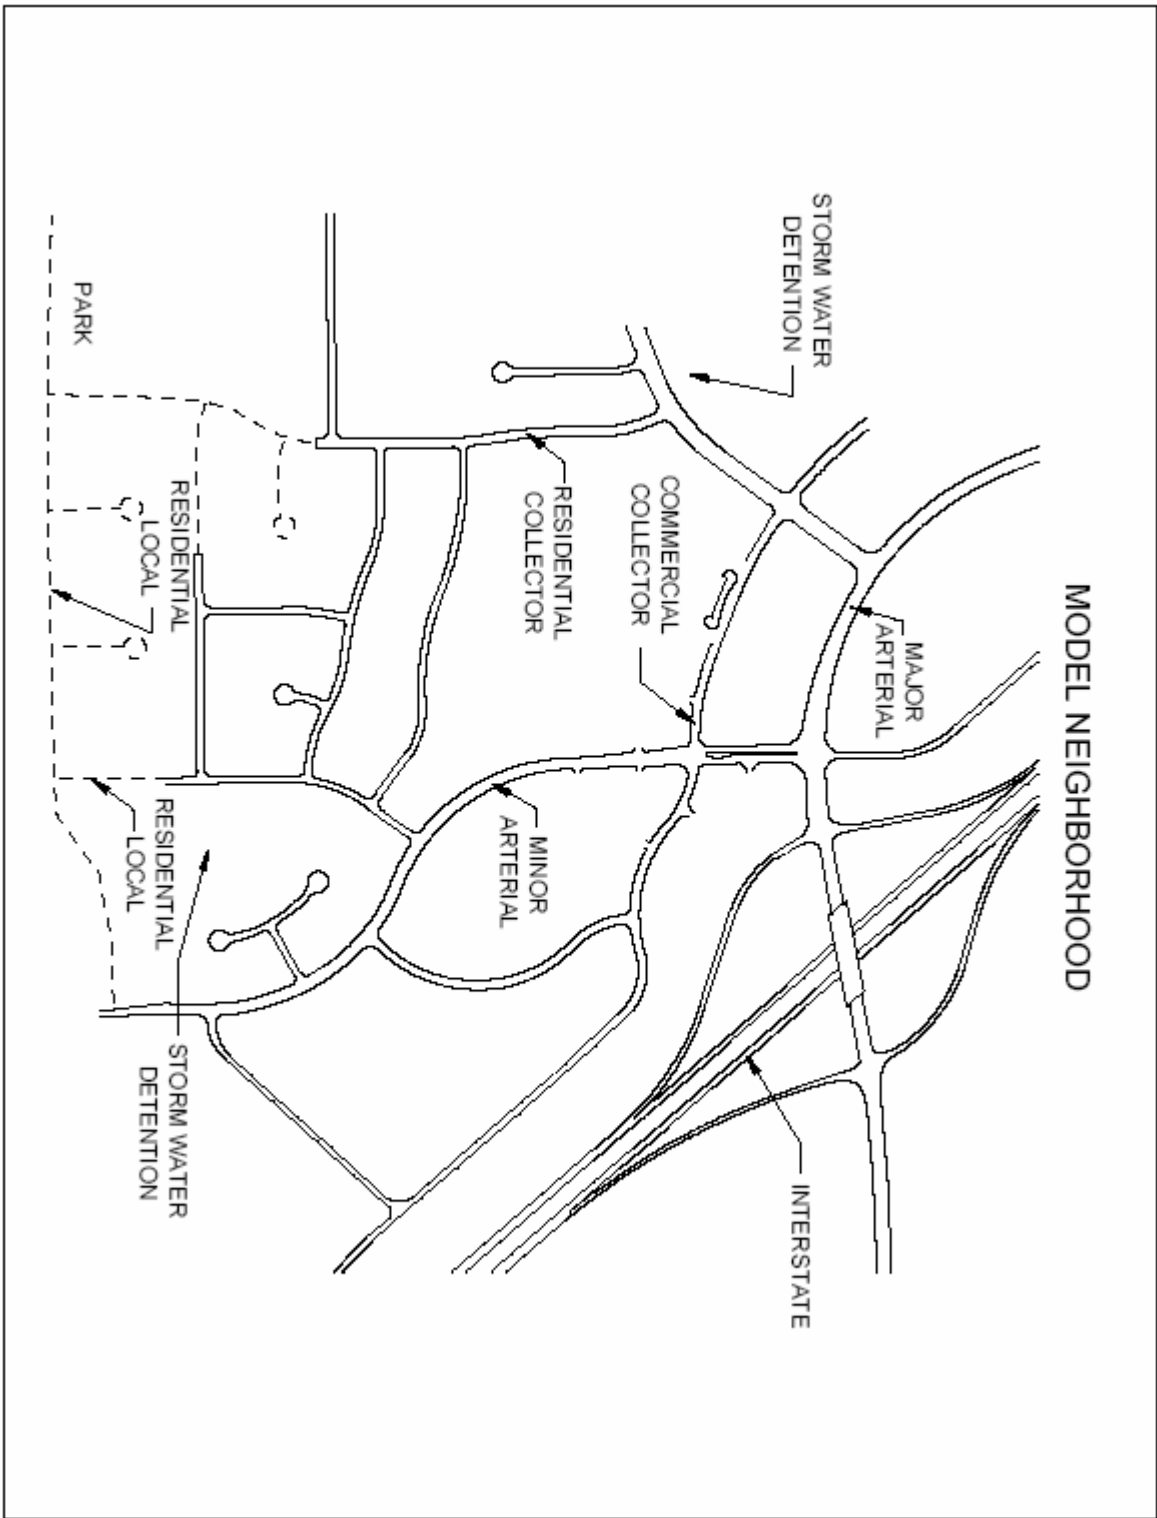 MODEL NEIGHBORHOOD
STORM WATER
DETENTION
MAJOR
ARTERIAL
INTERSTATE
COMMERCIAL
COLLECTOR
RESIDENTIAL
COLLECTOR
MINOR
ARTERIAL
RESIDENTIAL
LOCAL
RESIDENTIAL
LOCAL
STORM WATER
DETENTION
PARK